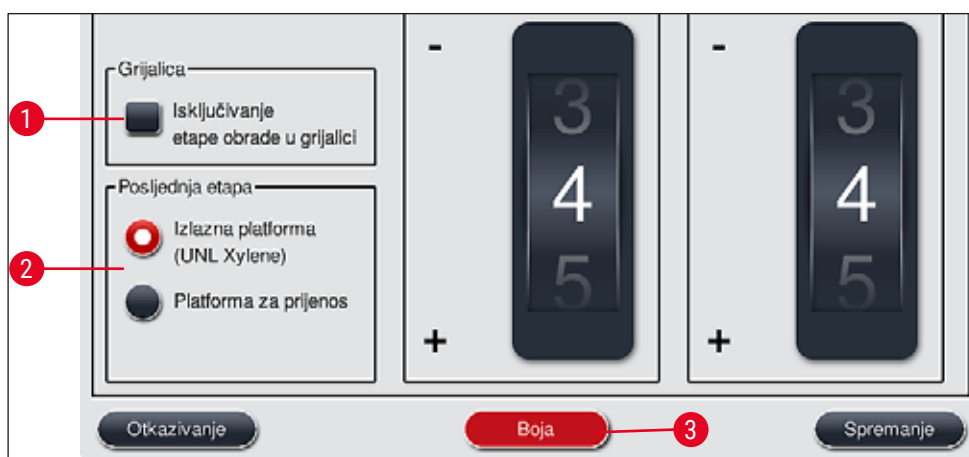 Grijalica
1
Isključivanje
etape obrade u grijalici
Posljednja etapa
2
Izlazna platforma
(UNL Xylene)
Platforma za prijenos
-
3
4
5
+
-
3
4
5
+
Otkazivanje
Boja
3
Spremanje